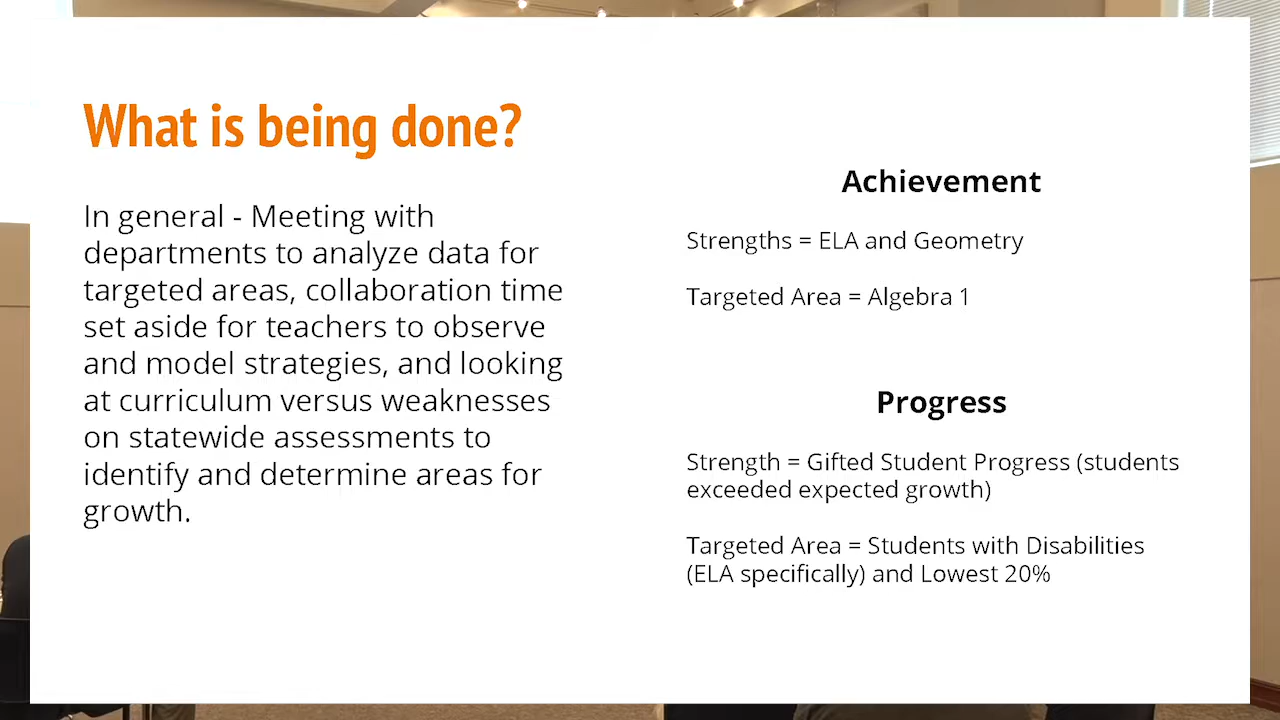 What is being done?
In general - Meeting with
departments to analyze data for
targeted areas, collaboration time
set aside for teachers to observe
and model strategies, and looking
at curriculum versus weaknesses
on statewide assessments to
identify and determine areas for
growth.
Achievement
Strengths = ELA and Geometry
Targeted Area = Algebra 1
Progress
Strength = Gifted Student Progress (students
exceeded expected growth)
Targeted Area = Students with Disabilities
(ELA specifically) and Lowest 20%